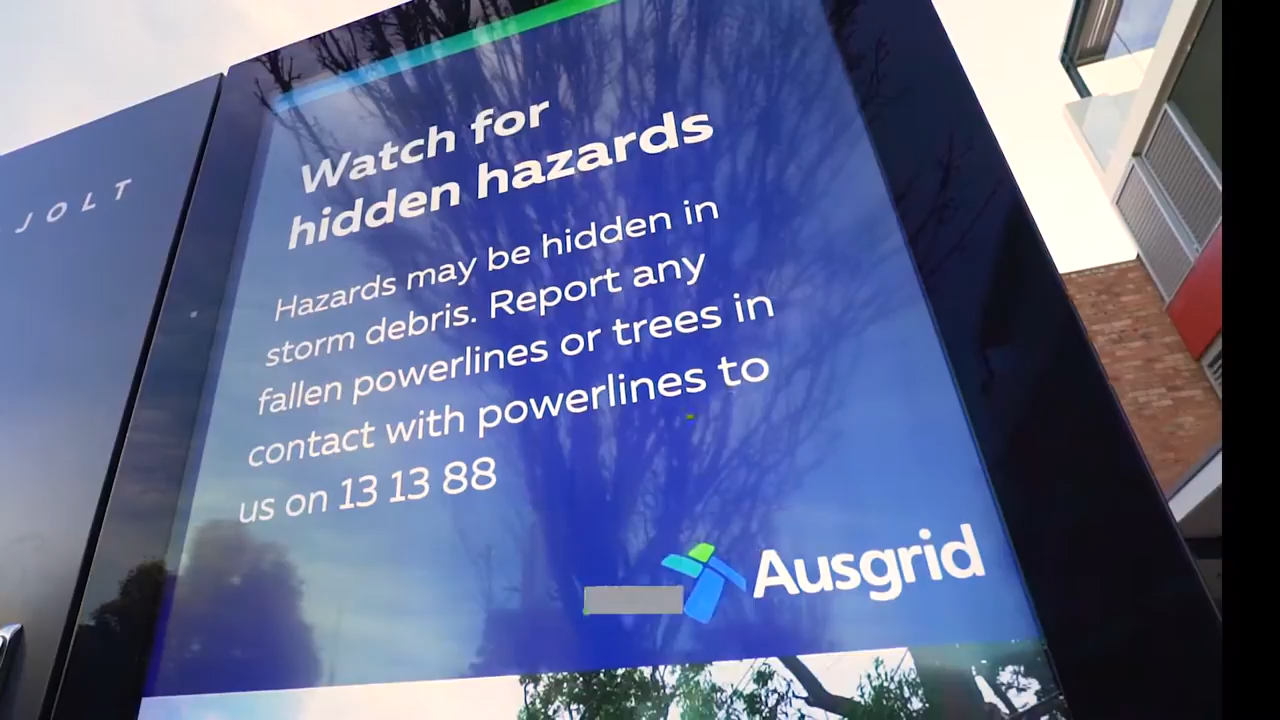 JOLT
Watch for
hidden hazards
Hazards may be hidden in
storm debris. Report any
fallen powerlines or trees in
contact with powerlines to
us on 13 13 88
Ausgrid